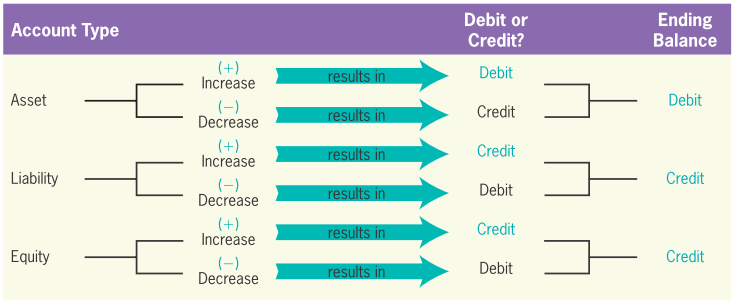 Account Type
Debit or
Credit?
Ending
Balance
(+)
Increase
results in
Debit
Asset
Debit
(−)
Decrease
results in
Credit
(+)
Increase
results in
Credit
Liability
Credit
(−)
Decrease
results in
Debit
(+)
Increase
results in
Credit
Equity
Credit
(−)
Decrease
results in
Debit